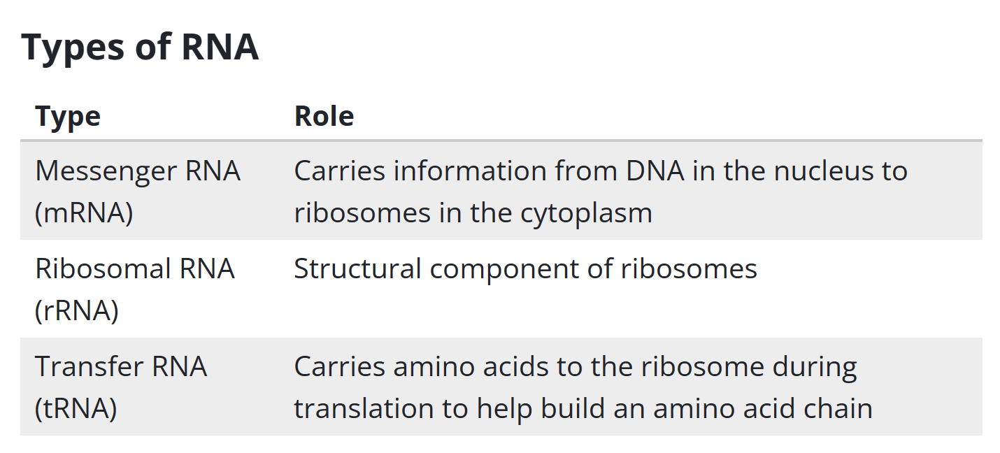 Types of RNA
Type Role
Messenger RNA Carries information from DNA in the nucleus to
(mRNA) ribosomes in the cytoplasm
Ribosomal RNA Structural component of ribosomes
(rRNA)
Transfer RNA Carries amino acids to the ribosome during
(tRNA) translation to help build an amino acid chain